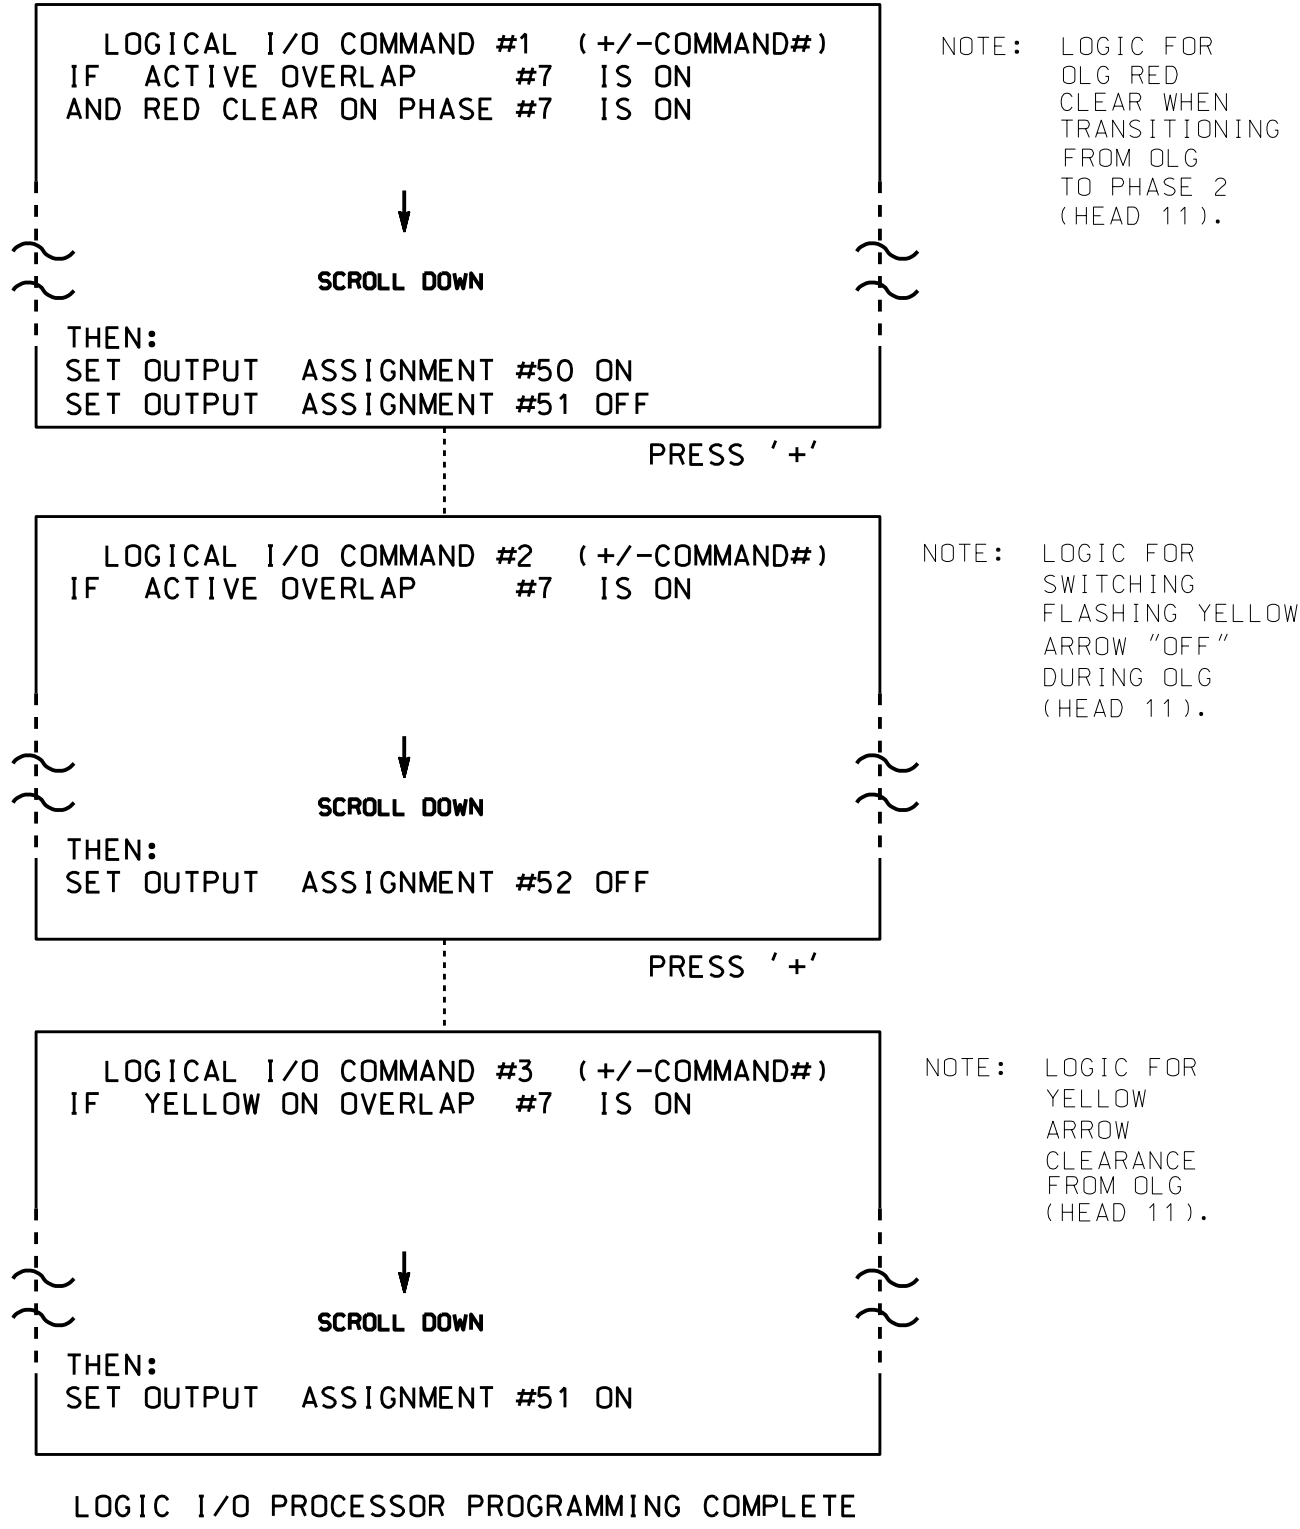 LOGICAL I/O COMMAND #1 (+/-COMMAND#)
IF ACTIVE OVERLAP #7 IS ON
AND RED CLEAR ON PHASE #7 IS ON
SCROLL DOWN
THEN:
SET OUTPUT ASSIGNMENT #50 ON
SET OUTPUT ASSIGNMENT #51 OFF
NOTE: LOGIC FOR
OLG RED
CLEAR WHEN
TRANSITIONING
FROM OLG
TO PHASE 2
(HEAD 11).
PRESS '+'
LOGICAL I/O COMMAND #2 (+/-COMMAND#)
IF ACTIVE OVERLAP #7 IS ON
SCROLL DOWN
THEN:
SET OUTPUT ASSIGNMENT #52 OFF
NOTE: LOGIC FOR
SWITCHING
FLASHING YELLOW
ARROW "OFF"
DURING OLG
(HEAD 11).
PRESS '+'
LOGICAL I/O COMMAND #3 (+/-COMMAND#)
IF YELLOW ON OVERLAP #7 IS ON
SCROLL DOWN
THEN:
SET OUTPUT ASSIGNMENT #51 ON
NOTE: LOGIC FOR
YELLOW
ARROW
CLEARANCE
FROM OLG
(HEAD 11).
LOGIC I/O PROCESSOR PROGRAMMING COMPLETE